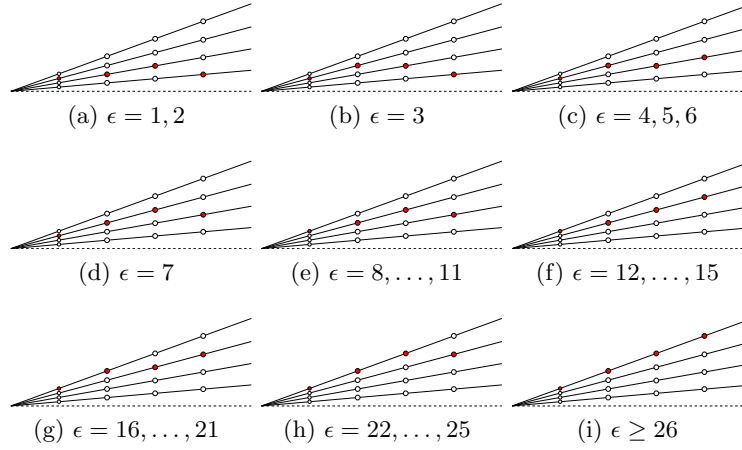 (a) ϵ = 1, 2 (b) ϵ = 3 (c) ϵ = 4, 5, 6
(d) ϵ = 7 (e) ϵ = 8, . . . , 11 (f) ϵ = 12, . . . , 15
(g) ϵ = 16, . . . , 21 (h) ϵ = 22, . . . , 25 (i) ϵ ≥ 26